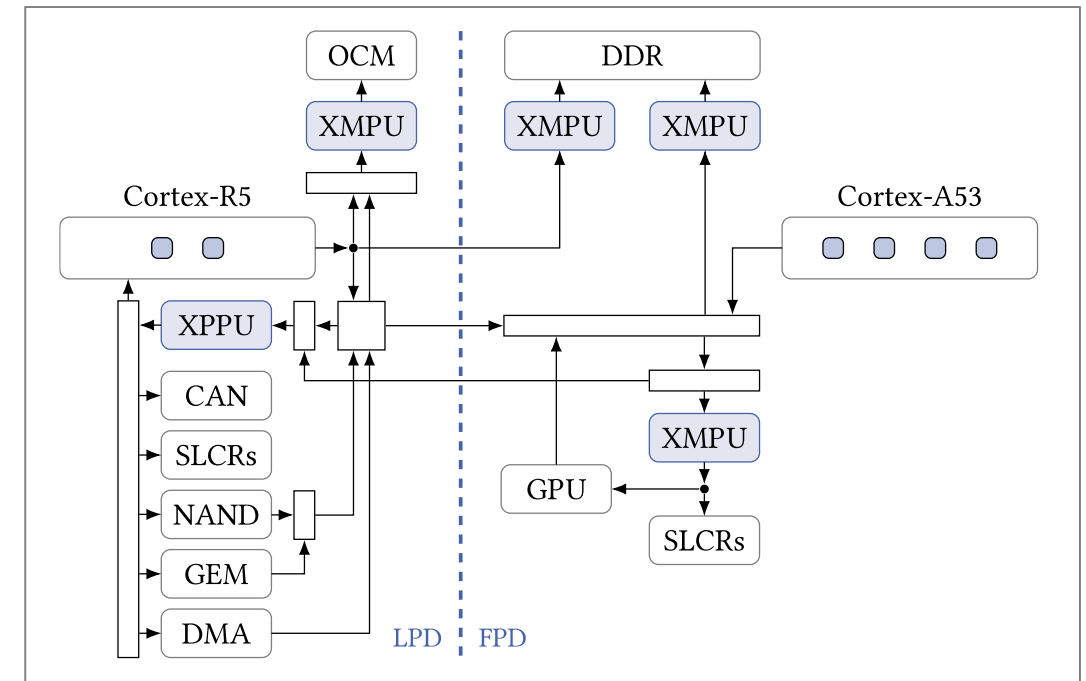 OCM
DDR
XMPU
XMPU
XMPU
Cortex-R5
Cortex-A53
XPPU
CAN
XMPU
SLCRs
GPU
NAND
SLCRs
GEM
DMA
LPD
FPD